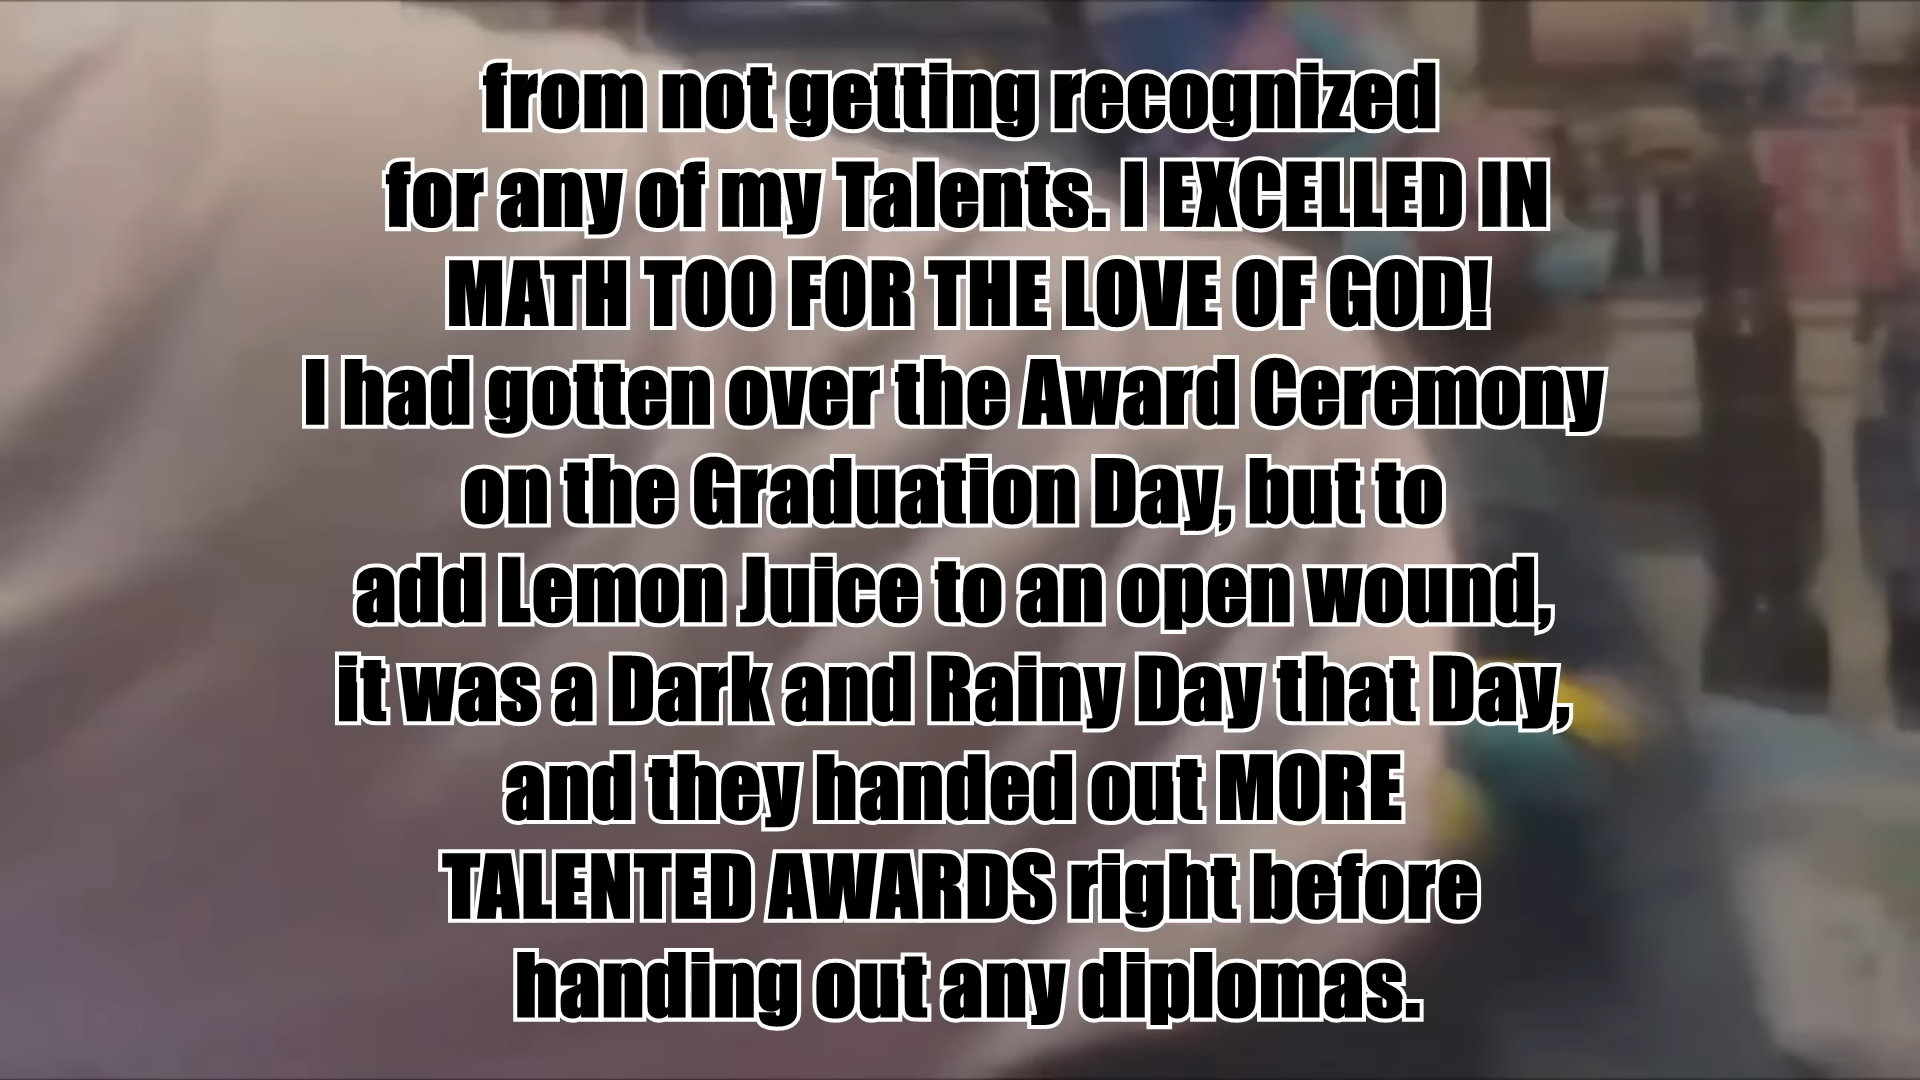 from not getting recognized
for any of my Talents. I EXCELLED IN
MATH TOO FOR THE LOVE OF GOD!
I had gotten over the Award Ceremony
on the Graduation Day, but to
add Lemon Juice to an open wound,
it was a Dark and Rainy Day that Day,
and they handed out MORE
TALENTED AWARDS right before
handing out any diplomas.